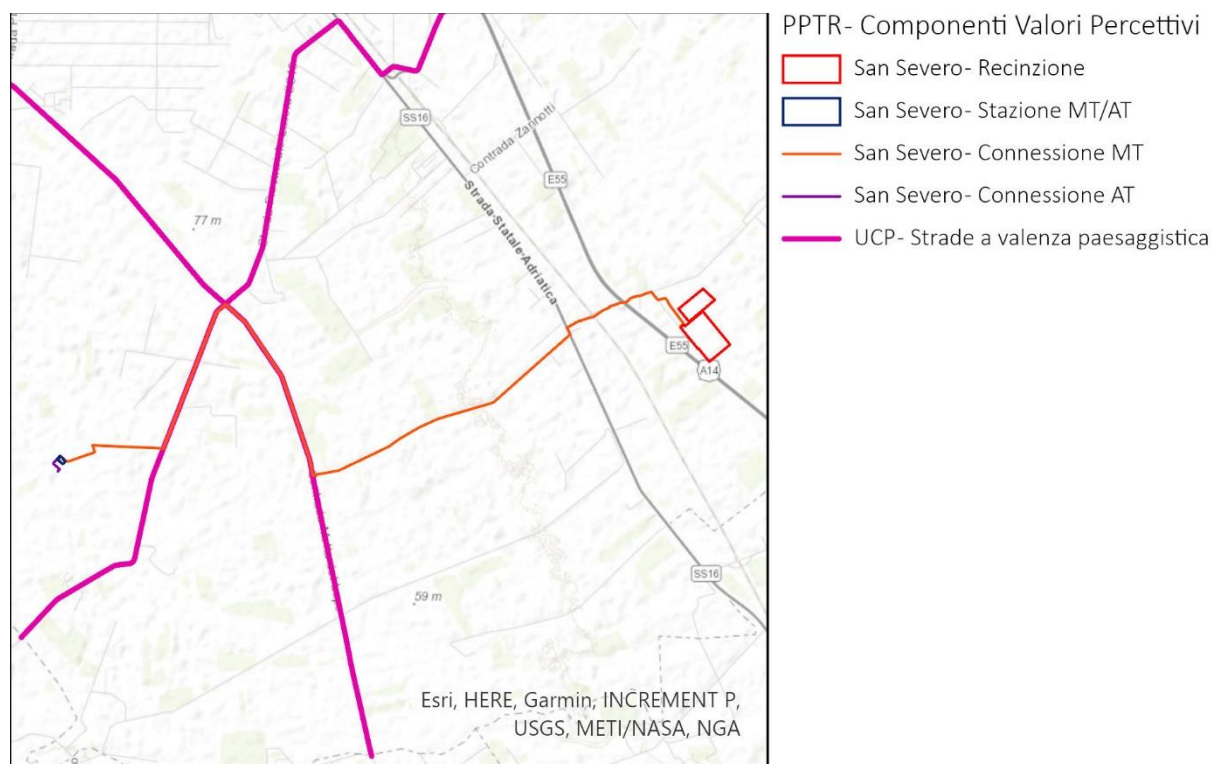 PPTR- Componenti Valori Percettivi
San Severo- Recinzione
San Severo- Stazione MT/AT
San Severo- Connessione MT
San Severo- Connessione AT
UCP- Strade a valenza paesaggistica
SS16
Contrada-Zannotti
E55
Strada-Statale-Adriatica
77 m
E55
A14
SS16
59 m
Esri, HERE, Garmin, INCREMENT P,
USGS, METI/NASA, NGA